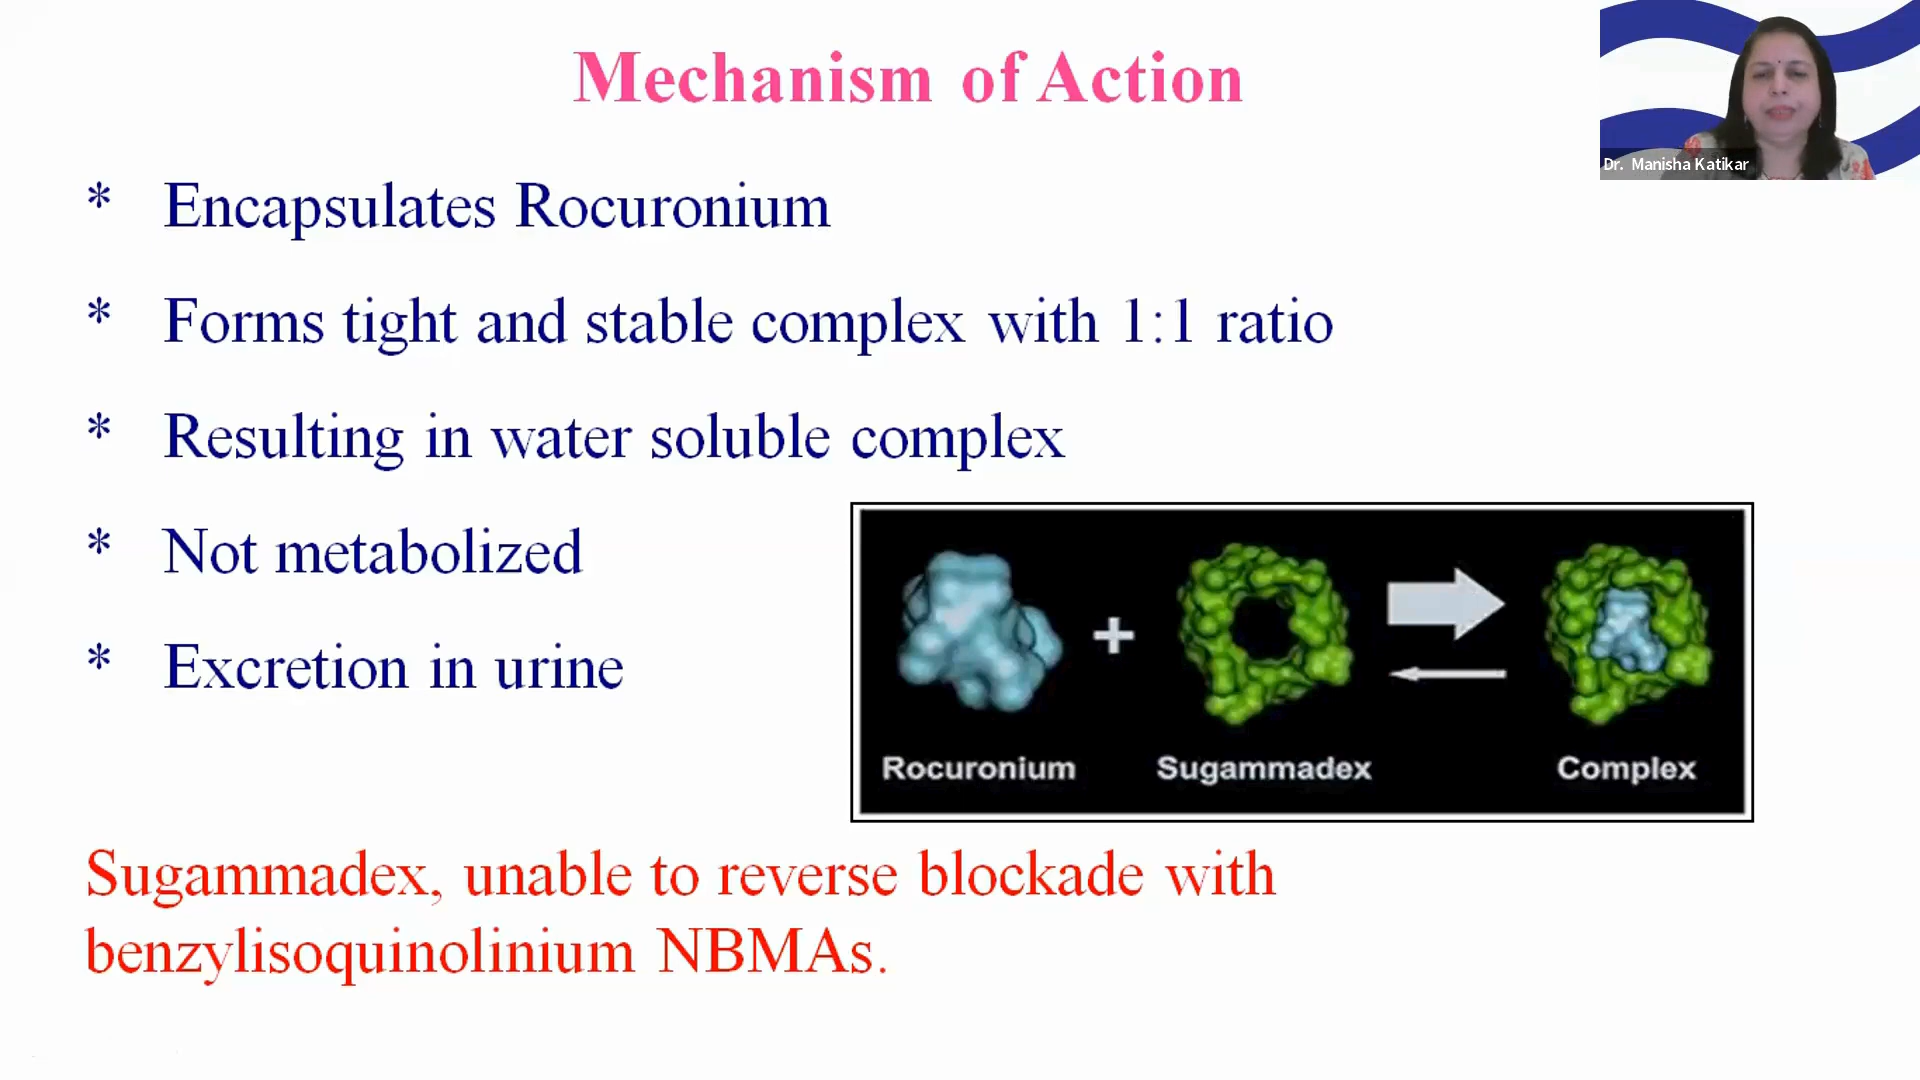 Mechanism of Action
Dr. Manisha Katikar
* Encapsulates Rocuronium
* Forms tight and stable complex with 1:1 ratio
* Resulting in water soluble complex
* Not metabolized
* Excretion in urine
+
Rocuronium Sugammadex Complex
Sugammadex, unable to reverse blockade with
benzylisoquinolinium NBMAs.